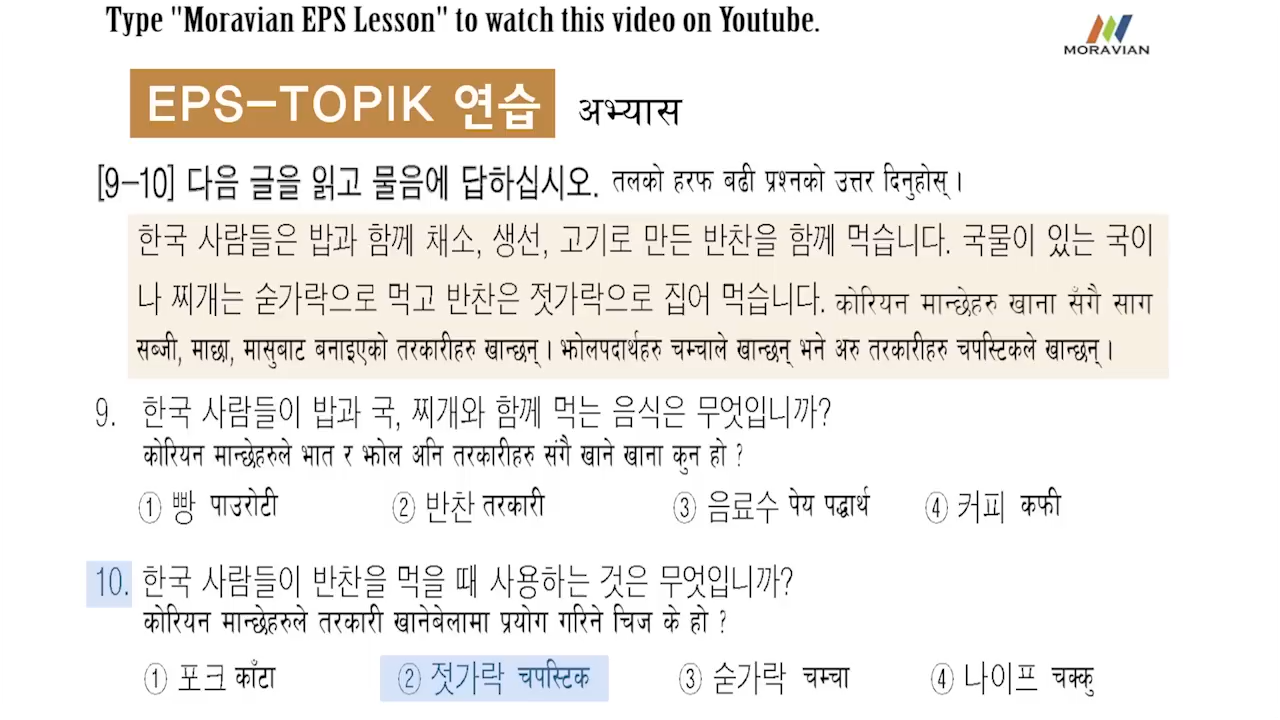 Type "Moravian EPS Lesson" to watch this video on Youtube.
MORAVIAN
EPS-TOPIK 연습 अभ्यास
[9-10] 다음 글을 읽고 물음에 답하십시오. तलको हरफ बढी प्रश्नको उत्तर दिनुहोस् ।
한국 사람들은 밥과 함께 채소, 생선, 고기로 만든 반찬을 함께 먹습니다. 국물이 있는 국이
나 찌개는 숟가락으로 먹고 반찬은 젓가락으로 집어 먹습니다. कोरियन मान्छेहरु खाना सँगै साग
सब्जी, माछा, मासुबाट बनाइएको तरकारीहरु खान्छन् । झोलपदार्थहरु चम्चाले खान्छन् भने अरु तरकारीहरु चपस्टिकले खान्छन् ।
9. 한국 사람들이 밥과 국, 찌개와 함께 먹는 음식은 무엇입니까?
कोरियन मान्छेहरुले भात र झोल अनि तरकारीहरु संगै खाने खाना कुन हो ?
① 빵 पाउरोटी ② 반찬 तरकारी ③ 음료수 पेय पद्धार्थ ④ 커피 कफी
10. 한국 사람들이 반찬을 먹을 때 사용하는 것은 무엇입니까?
कोरियन मान्छेहरुले तरकारी खानेबेलामा प्रयोग गरिने चिज के हो ?
① 포크 काँटा ② 젓가락 चपस्टिक ③ 숟가락 चम्चा ④ 나이프 चक्कु